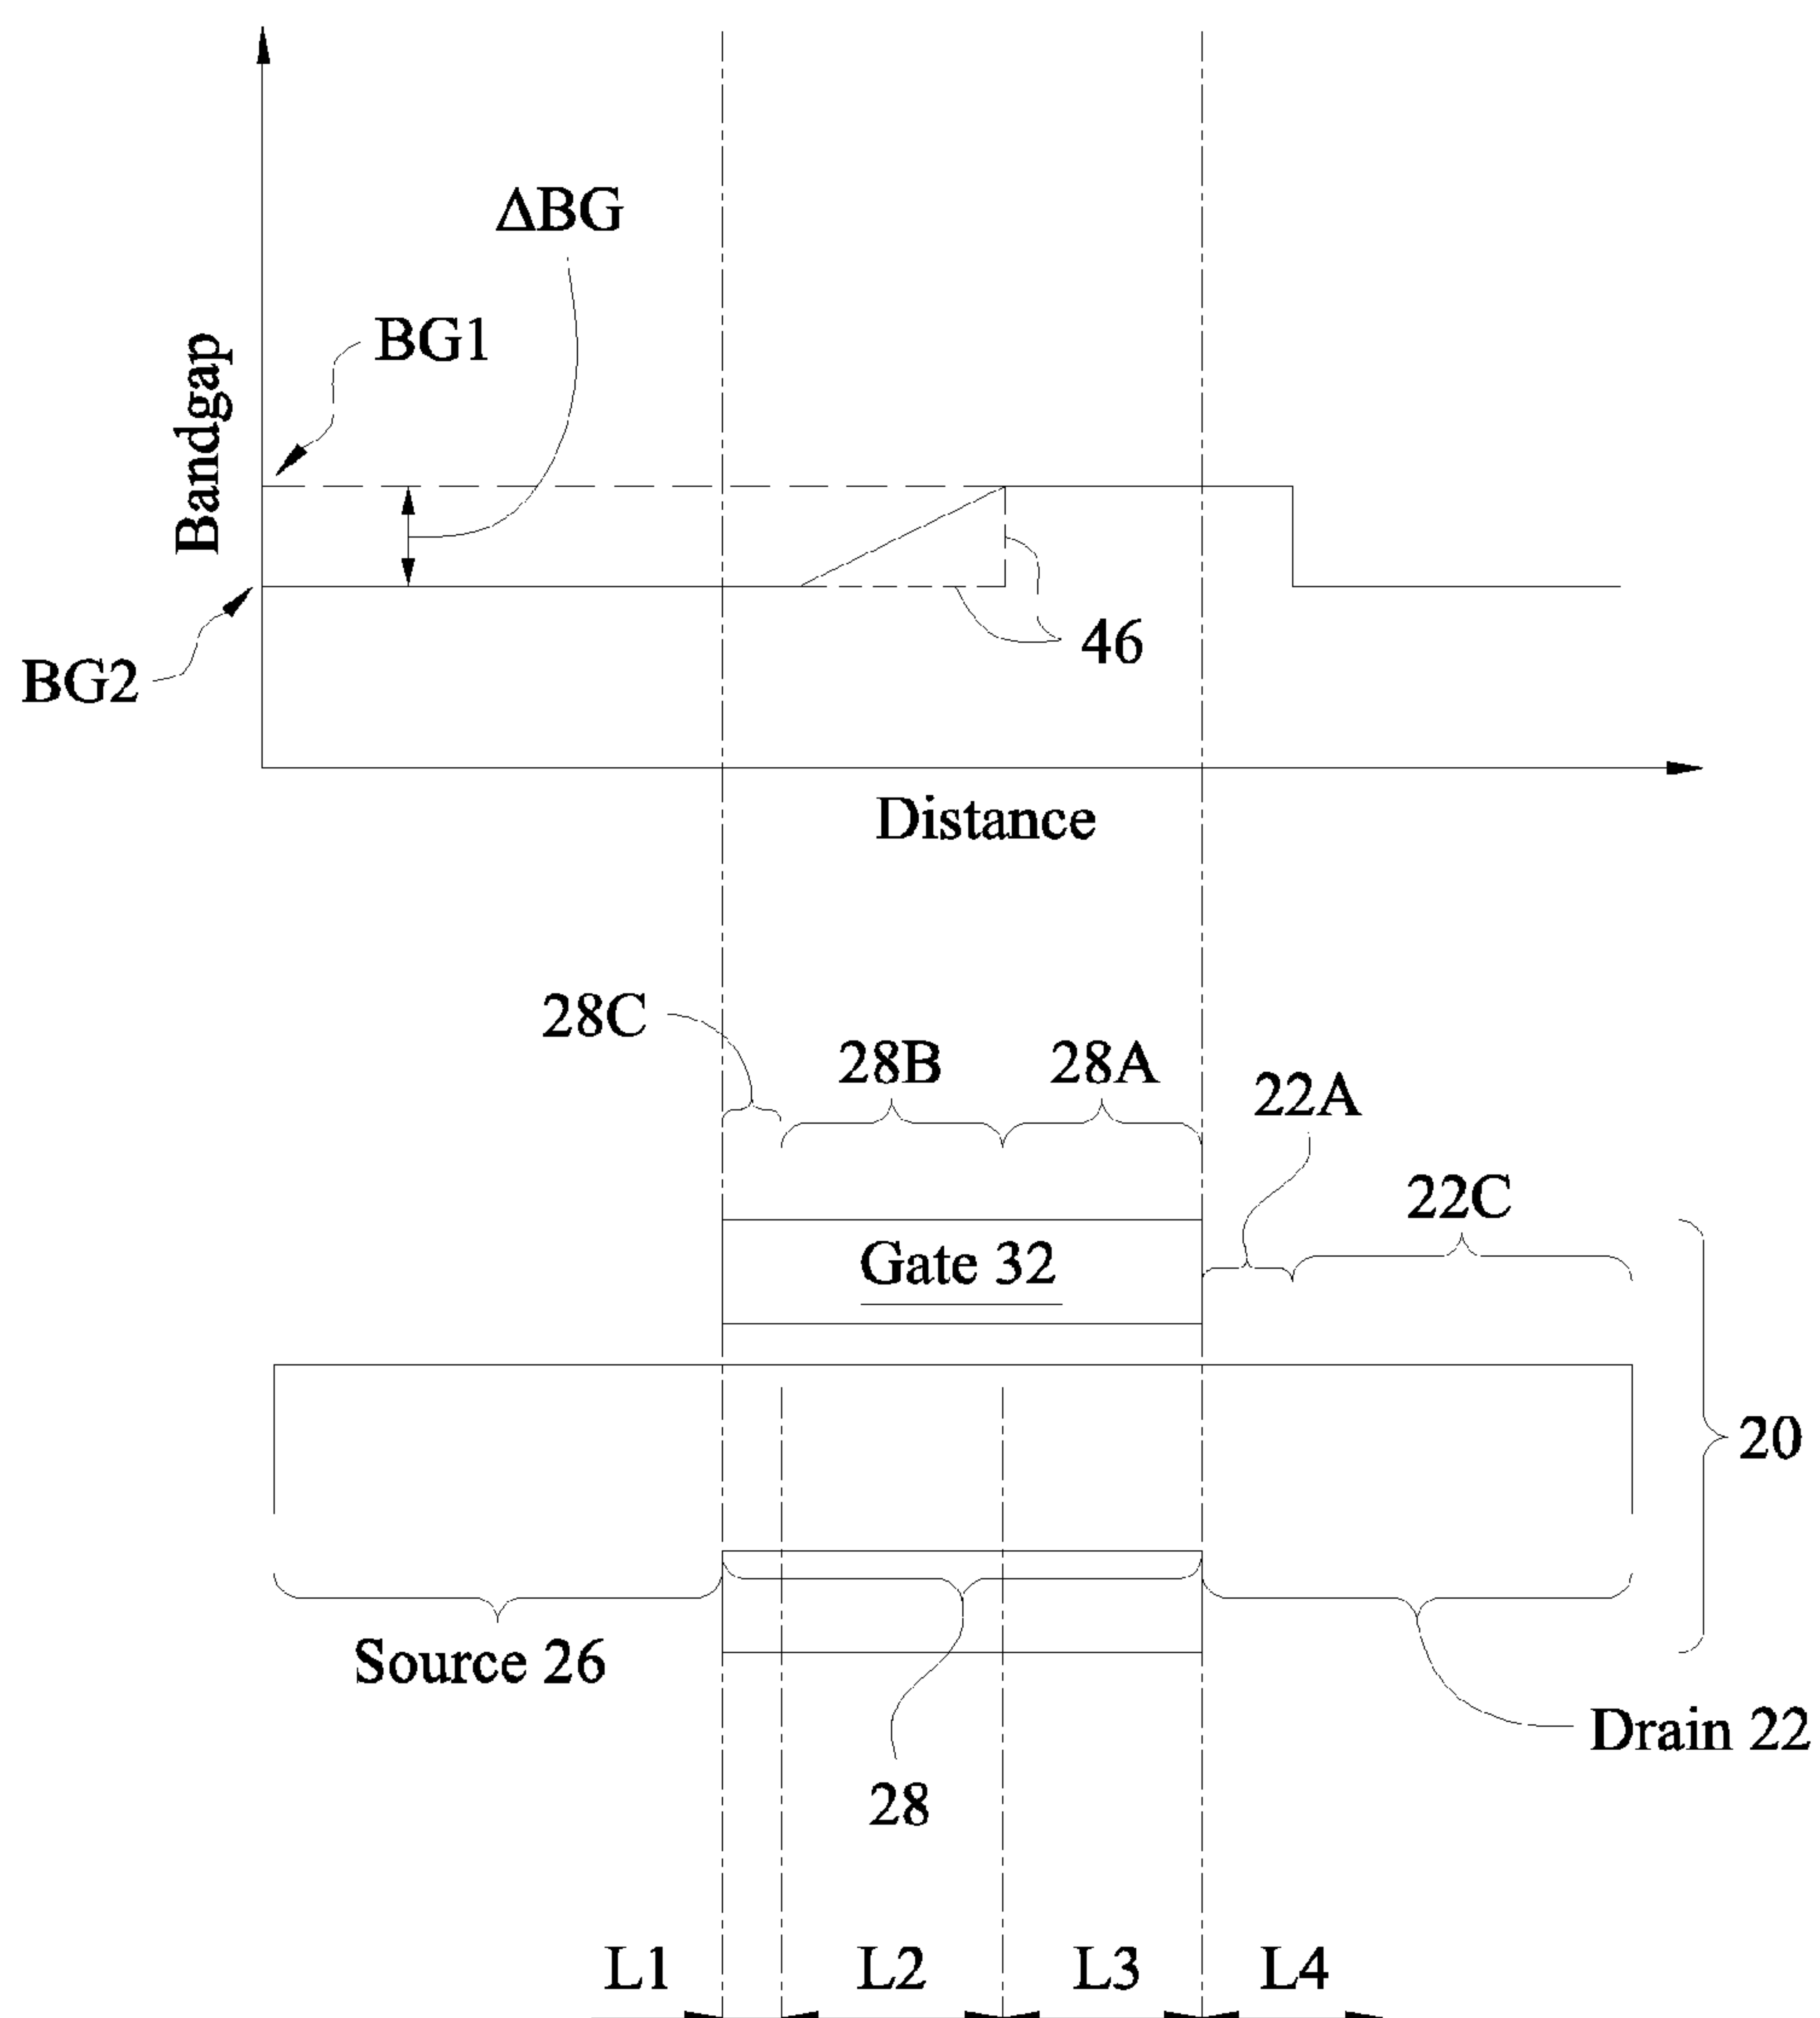 ΔBG
BG1
Bandgap
46
BG2
Distance
28C
28B
28A
22A
22C
Gate 32
20
Source 26
Drain 22
28
L1
L2
L3
L4